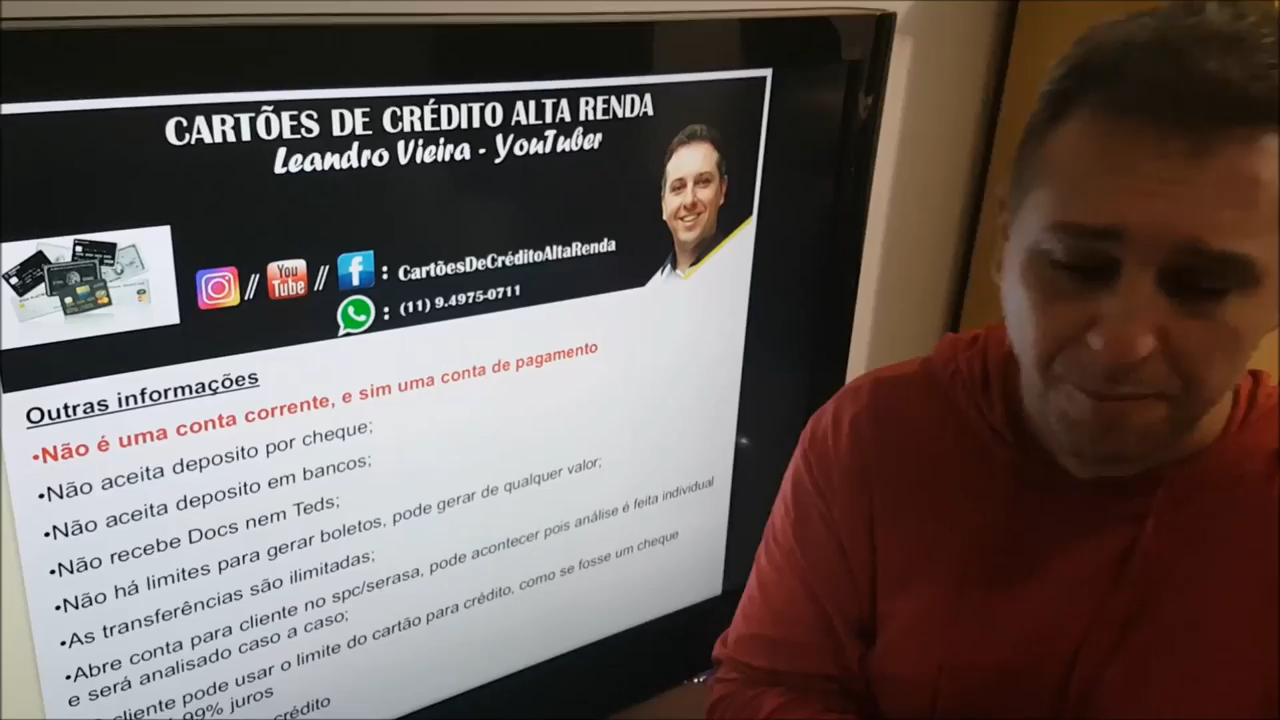 CARTÕES DE CRÉDITO ALTA RENDA
Leandro Vieira - YouTuber
// You Tube // f : CartõesDeCréditoAltaRenda
: (11) 9.4975-0711
Outras informações
•Não é uma conta corrente, e sim uma conta de pagamento
•Não aceita deposito por cheque;
•Não aceita deposito em bancos;
•Não recebe Docs nem Teds;
•Não há limites para gerar boletos, pode gerar de qualquer valor;
•As transferências são ilimitadas;
•Abre conta para cliente no spc/serasa, pode acontecer pois análise é feita individual
e será analisado caso a caso;
cliente pode usar o limite do cartão para crédito, como se fosse um cheque
99% juros
crédito